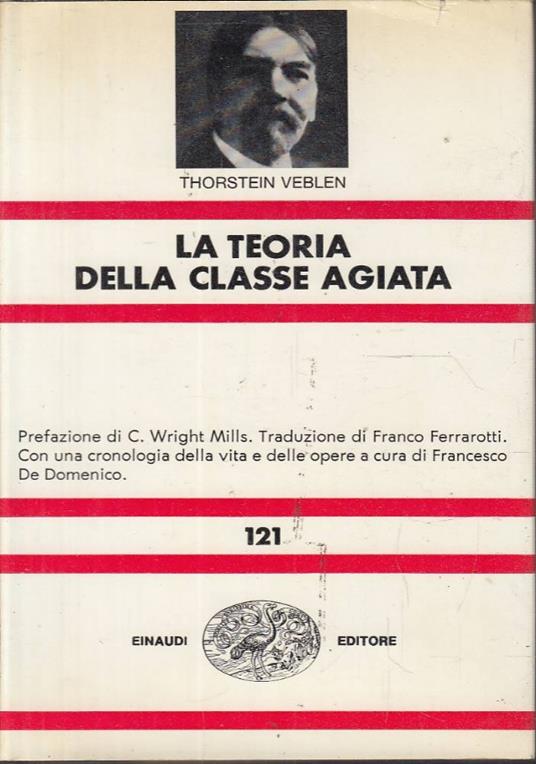 THORSTEIN VEBLEN
LA TEORIA
DELLA CLASSE AGIATA
Prefazione di C. Wright Mills. Traduzione di Franco Ferrarotti.
Con una cronologia della vita e delle opere a cura di Francesco
De Domenico.
121
EINAUDI EDITORE